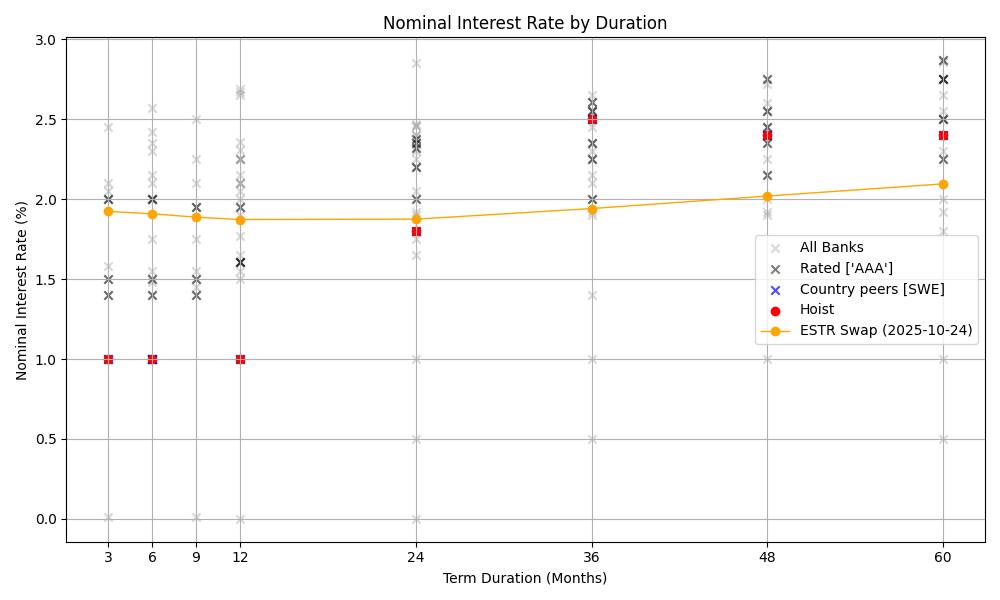 Nominal Interest Rate by Duration
Nominal Interest Rate (%)
3.0
2.5
2.0
1.5
1.0
0.5
0.0
All Banks
Rated ['AAA']
Country peers [SWE]
Hoist
ESTR Swap (2025-10-24)
3 6 9 12 24 36 48 60
Term Duration (Months)